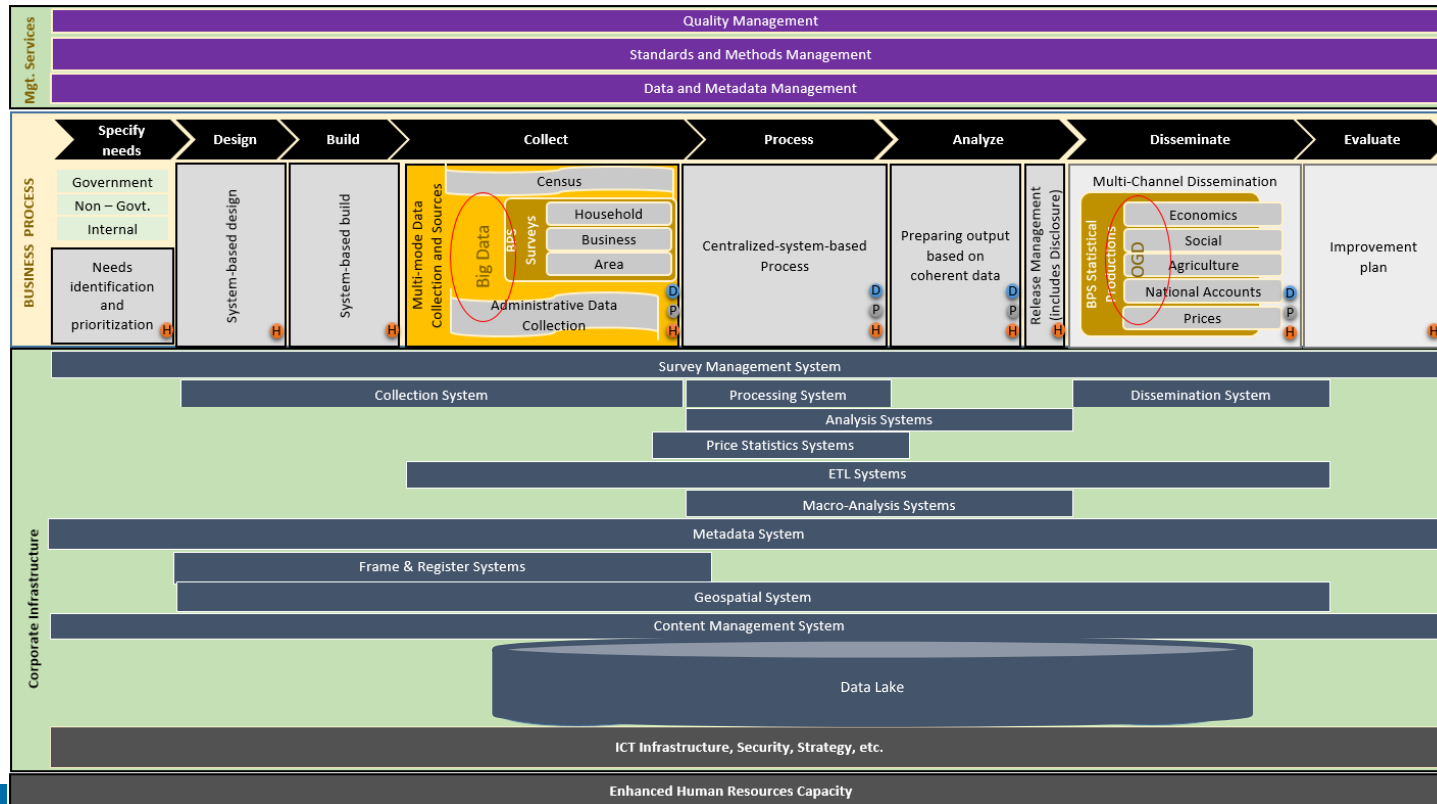 Mgt. Services
Quality Management
Standards and Methods Management
Data and Metadata Management
BUSINESS PROCESS
Specify
needs
Design
Build
Collect
Process
Analyze
Disseminate
Evaluate
Government
Non – Govt.
Internal
Needs
identification
and
prioritization
H
System-based design
H
System-based build
H
Multi-mode Data
Collection and Sources
Census
Big Data
BPS
Surveys
Household
Business
Area
Administrative Data
Collection
D
P
H
Centralized-system-based
Process
D
P
H
Preparing output
based on
coherent data
D
P
H
Release Management
(includes Disclosure)
H
Multi-Channel Dissemination
BPS Statistical
Productions
OGD
Economics
Social
Agriculture
National Accounts
Prices
D
P
H
Improvement
plan
H
Corporate Infrastructure
Survey Management System
Collection System
Processing System
Dissemination System
Analysis Systems
Price Statistics Systems
ETL Systems
Macro-Analysis Systems
Metadata System
Frame & Register Systems
Geospatial System
Content Management System
Data Lake
ICT Infrastructure, Security, Strategy, etc.
Enhanced Human Resources Capacity